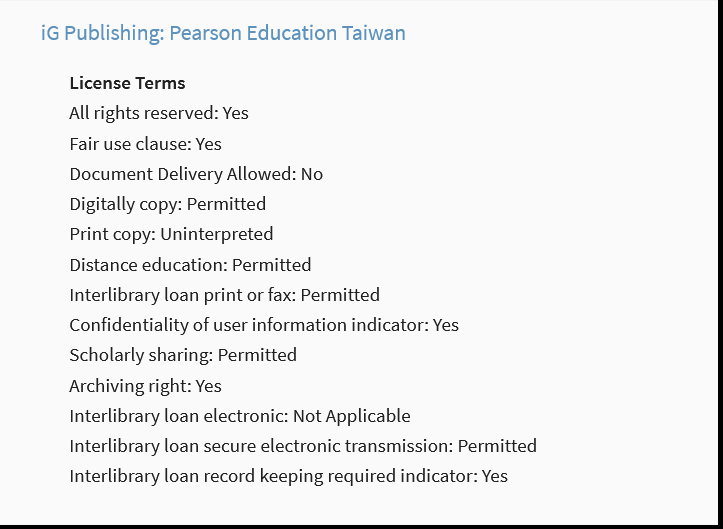 iG Publishing: Pearson Education Taiwan
License Terms
All rights reserved: Yes
Fair use clause: Yes
Document Delivery Allowed: No
Digitally copy: Permitted
Print copy: Uninterpreted
Distance education: Permitted
Interlibrary loan print or fax: Permitted
Confidentiality of user information indicator: Yes
Scholarly sharing: Permitted
Archiving right: Yes
Interlibrary loan electronic: Not Applicable
Interlibrary loan secure electronic transmission: Permitted
Interlibrary loan record keeping required indicator: Yes